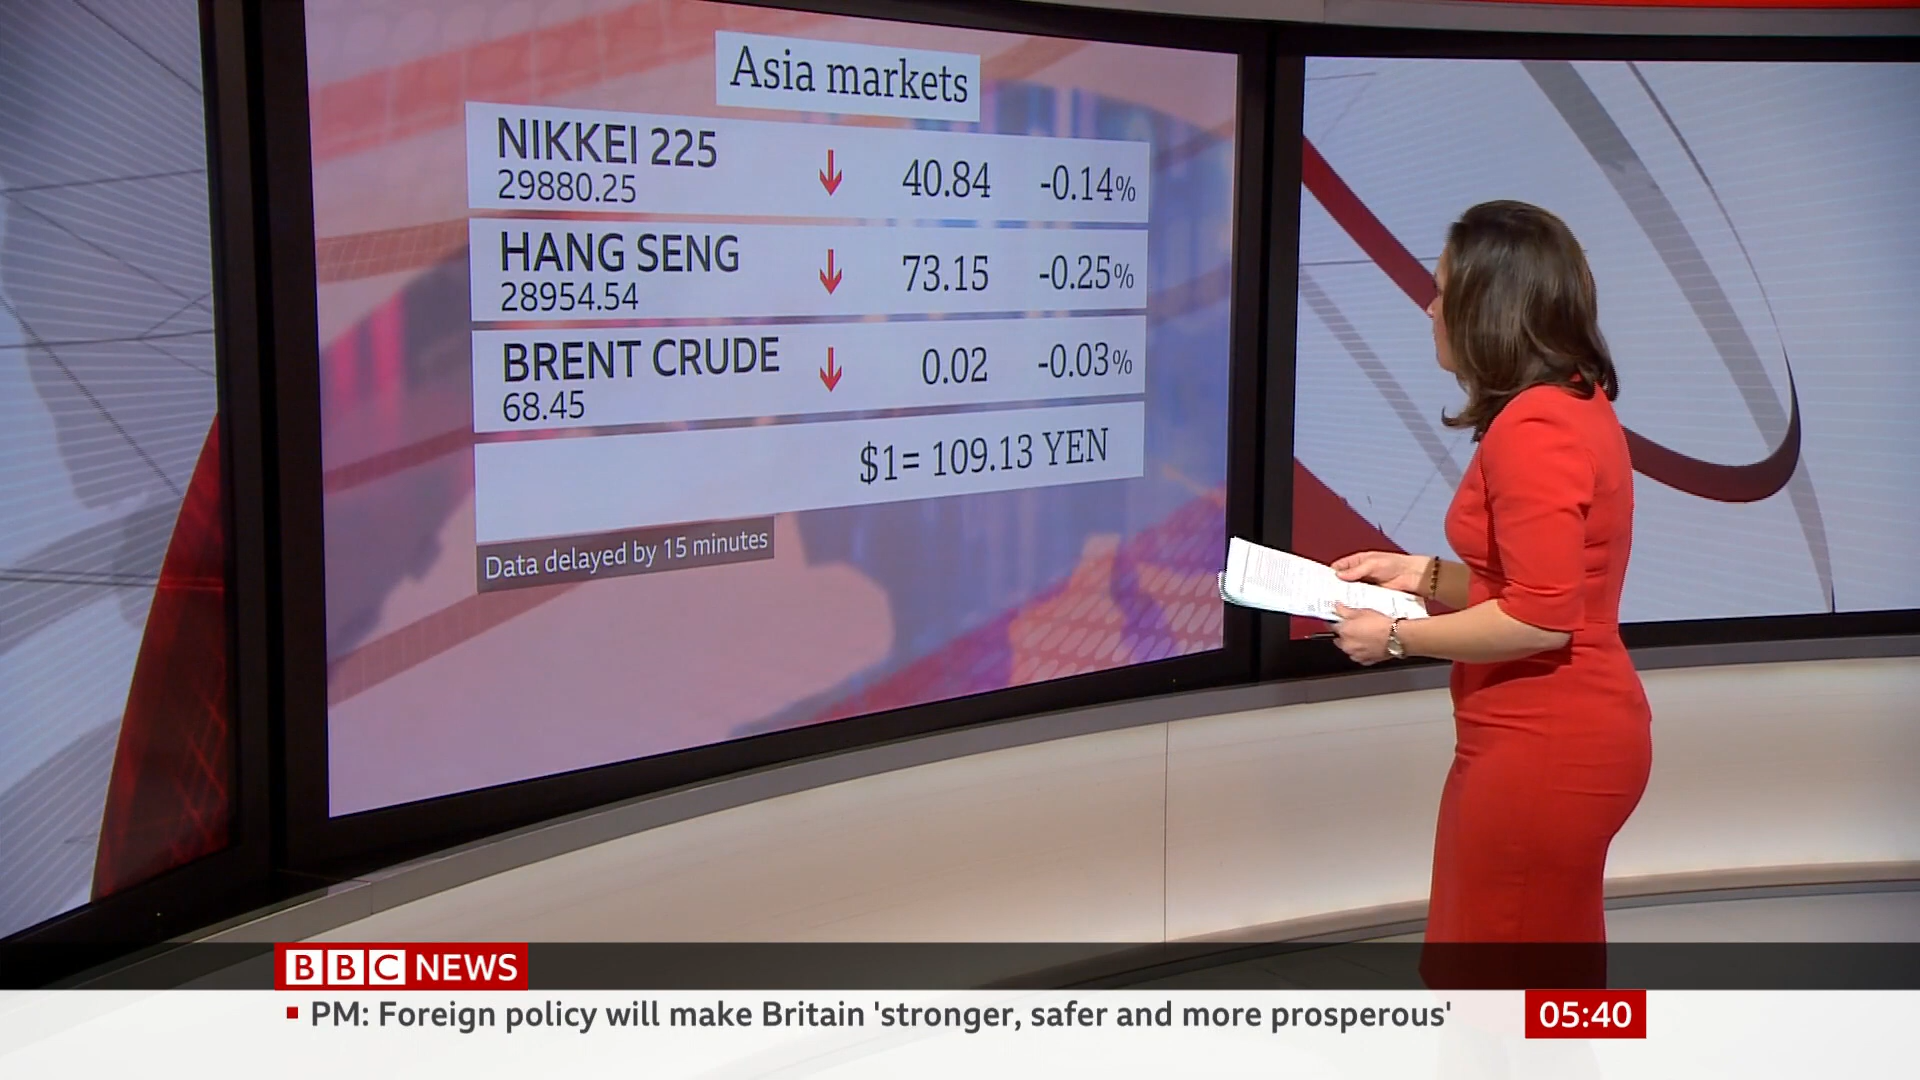 Asia markets
NIKKEI 225
29880.25
40.84 -0.14%
HANG SENG
28954.54
73.15 -0.25%
BRENT CRUDE
68.45
0.02 -0.03%
$1= 109.13 YEN
Data delayed by 15 minutes
BBC NEWS
PM: Foreign policy will make Britain 'stronger, safer and more prosperous'
05:40